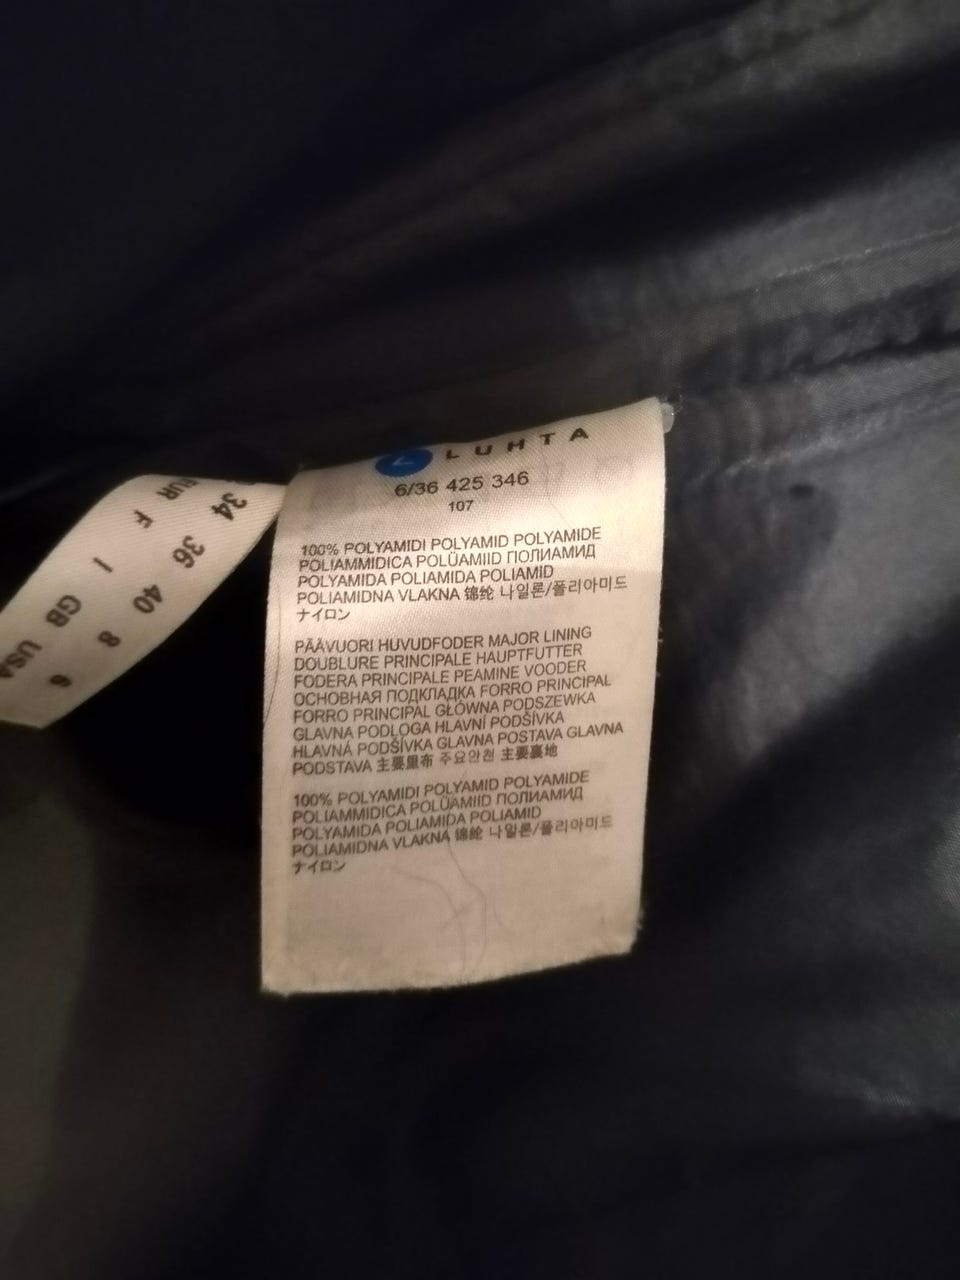 LUHTA
6/36 425 346
107
100% POLYAMIDI POLYAMID POLYAMIDE
POLIAMMIDICA POLÜAMIID ПОЛИАМИД
POLYAMIDA POLIAMIDA POLIAMID
POLIAMIDNA VLAKNA 锦纶 나일론/폴리아미드
ナイロン
PÄÄVUORI HUVUDFODER MAJOR LINING
DOUBLURE PRINCIPALE HAUPTFUTTER
FODERA PRINCIPALE PEAMINE VOODER
ОСНОВНАЯ ПОДКЛАДКА FORRO PRINCIPAL
FORRO PRINCIPAL GŁÓWNA PODSZEWKA
GLAVNA PODLOGA HLAVNÍ PODŠÍVKA
HLAVNÁ PODŠÍVKA GLAVNA POSTAVA GLAVNA
PODSTAVA 主要里布 주요안천 主要裏地
100% POLYAMIDI POLYAMID POLYAMIDE
POLIAMMIDICA POLÜAMIID ПОЛИАМИД
POLYAMIDA POLIAMIDA POLIAMID
POLIAMIDNA VLAKNA 锦纶 나일론/폴리아미드
ナイロン
EUR 34
F 36
I 40
GB 8
USA 6